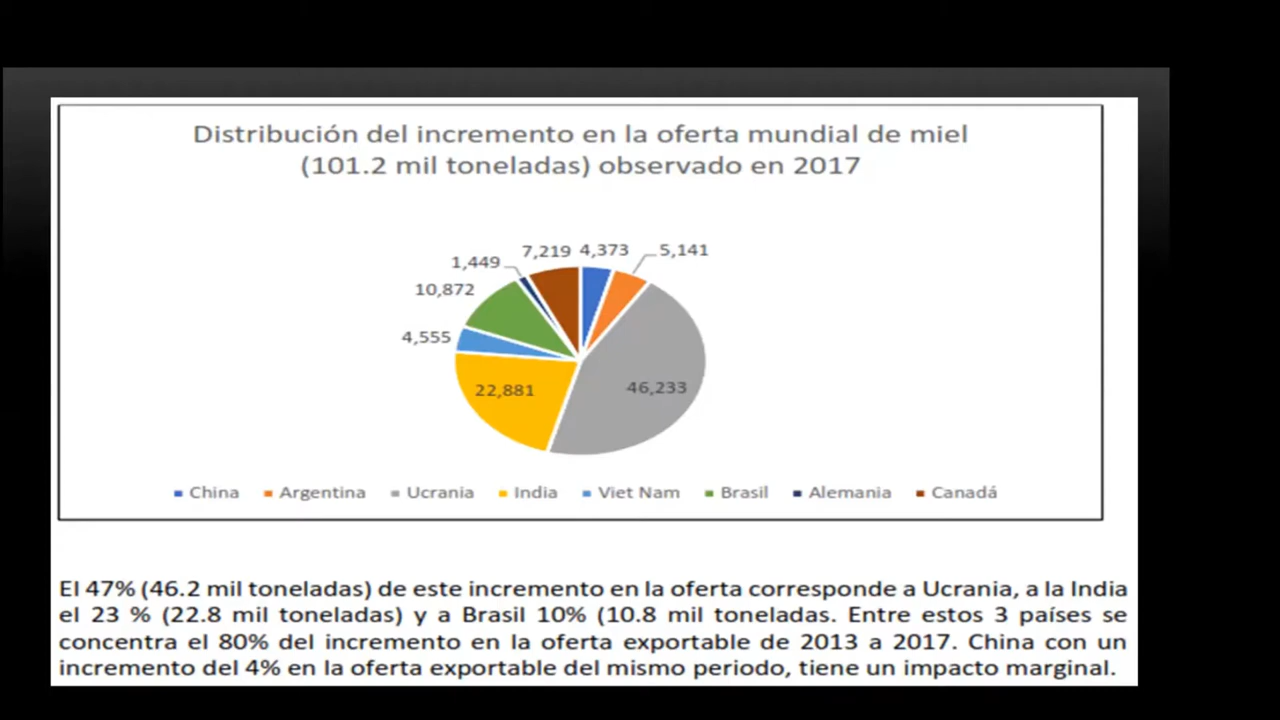 Distribución del incremento en la oferta mundial de miel
(101.2 mil toneladas) observado en 2017
7,219 4,373 5,141
1,449
10,872
4,555
22,881 46,233
China Argentina Ucrania India Viet Nam Brasil Alemania Canadá
El 47% (46.2 mil toneladas) de este incremento en la oferta corresponde a Ucrania, a la India
el 23 % (22.8 mil toneladas) y a Brasil 10% (10.8 mil toneladas. Entre estos 3 países se
concentra el 80% del incremento en la oferta exportable de 2013 a 2017. China con un
incremento del 4% en la oferta exportable del mismo periodo, tiene un impacto marginal.